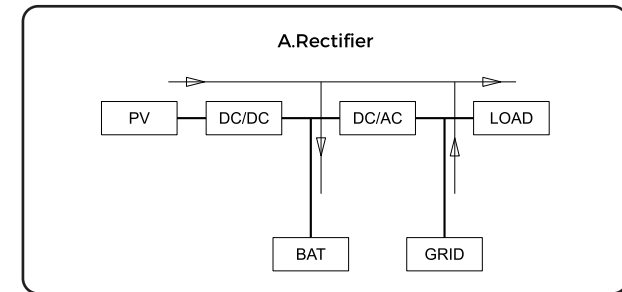 A.Rectifier
PV
DC/DC
DC/AC
LOAD
BAT
GRID